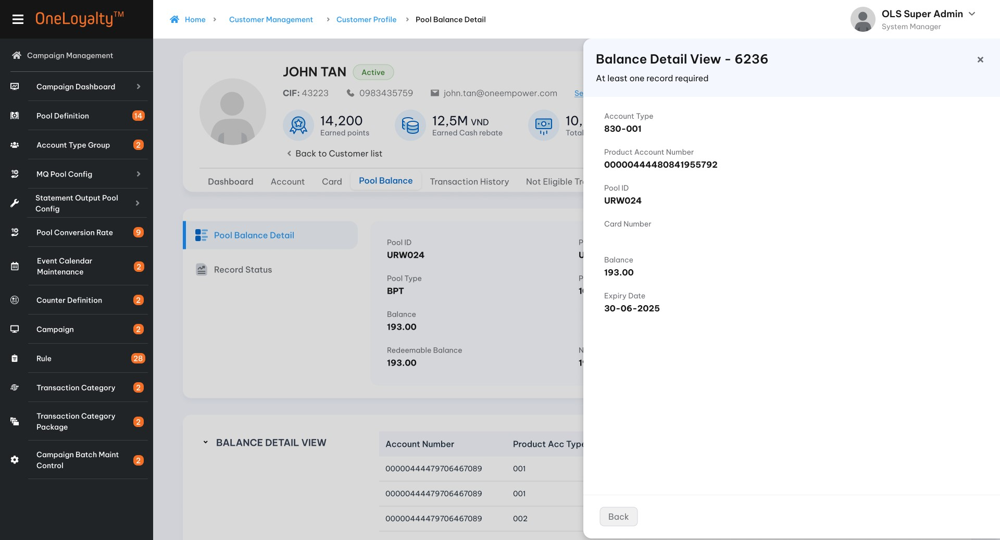 OneLoyalty™
Home > Customer Management > Customer Profile > Pool Balance Detail
OLS Super Admin
System Manager
Campaign Management
Campaign Dashboard
Pool Definition 14
Account Type Group 2
MQ Pool Config
Statement Output Pool
Config
Pool Conversion Rate 9
Event Calendar
Maintenance 2
Counter Definition 2
Campaign 2
Rule 28
Transaction Category 2
Transaction Category
Package 2
Campaign Batch Maint
Control 2
JOHN TAN Active
CIF: 43223 0983435759 john.tan@oneempower.com Se
14,200 12,5M VND 10,
Earned points Earned Cash rebate Total
Back to Customer list
Dashboard Account Card Pool Balance Transaction History Not Eligible Tr
Pool Balance Detail
Record Status
Pool ID P
URW024 U
Pool Type P
BPT 1
Balance
193.00
Redeemable Balance N
193.00 1
BALANCE DETAIL VIEW
Account Number Product Acc Type
00000444479706467089 001
00000444479706467089 001
00000444479706467089 002
Balance Detail View - 6236
At least one record required
Account Type
830-001
Product Account Number
00000444480841955792
Pool ID
URW024
Card Number
Balance
193.00
Expiry Date
30-06-2025
Back